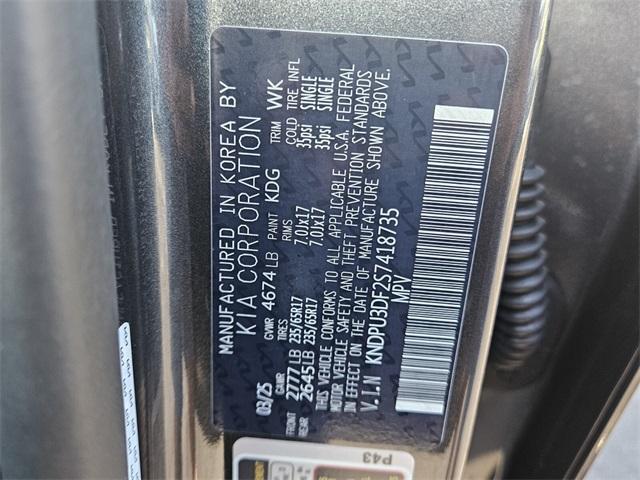 MANUFACTURED IN KOREA BY
KIA CORPORATION
03/25 GVWR 4674LB PAINT KDG TRIM WK
GAWR TIRES RIMS COLD TIRE INFL
FRONT 2777LB 235/65R17 7.0Jx17 35psi SINGLE
REAR 2645LB 235/65R17 7.0Jx17 35psi SINGLE
THIS VEHICLE CONFORMS TO ALL APPLICABLE U.S.A. FEDERAL
MOTOR VEHICLE SAFETY AND THEFT PREVENTION STANDARDS
IN EFFECT ON THE DATE OF MANUFACTURE SHOWN ABOVE.
V.I.N KNDPU3DF2S7418735
MPV
P43